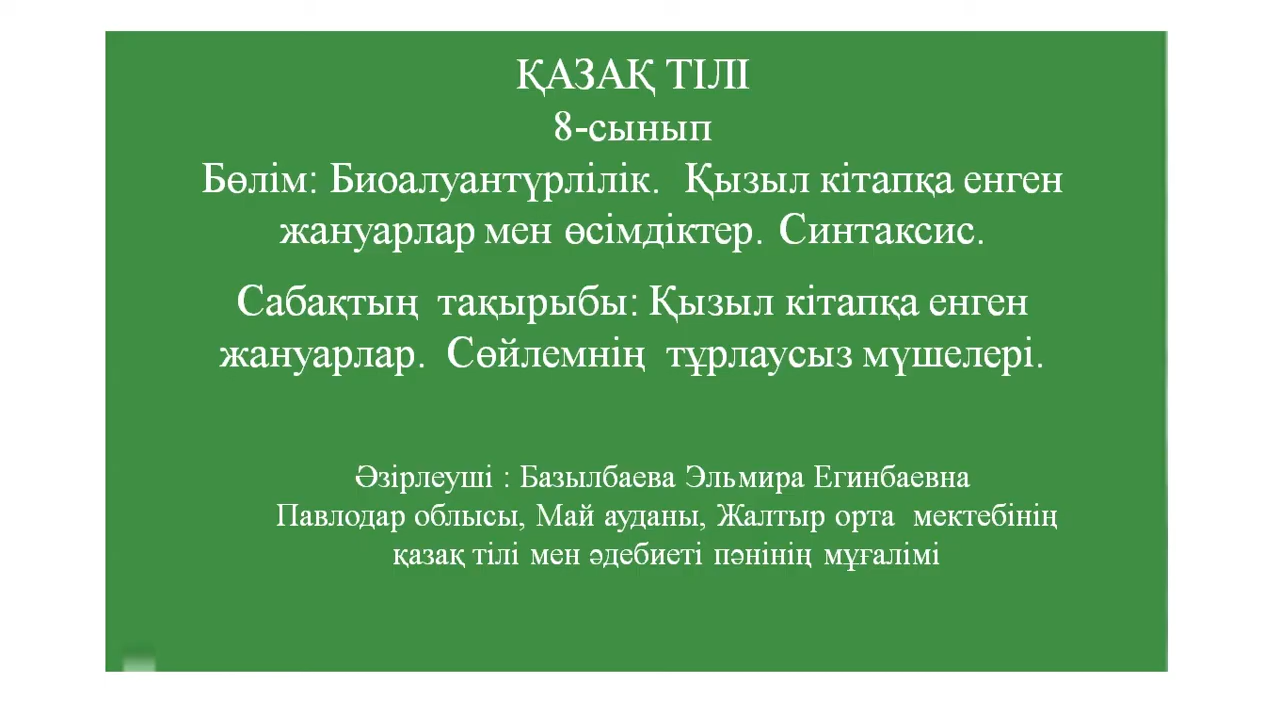 ҚАЗАҚ ТІЛІ
8-сынып
Бөлім: Биоалуантүрлілік. Қызыл кітапқа енген
жануарлар мен өсімдіктер. Синтаксис.
Сабақтың тақырыбы: Қызыл кітапқа енген
жануарлар. Сөйлемнің тұрлаусыз мүшелері.
Әзірлеуші : Базылбаева Эльмира Егинбаевна
Павлодар облысы, Май ауданы, Жалтыр орта мектебінің
қазақ тілі мен әдебиеті пәнінің мұғалімі